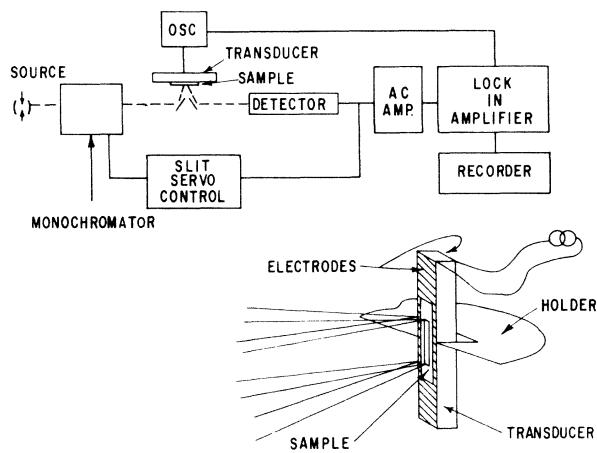 OSC
TRANSDUCER
SAMPLE
SOURCE
DETECTOR
AC
AMP.
LOCK
IN
AMPLIFIER
SLIT
SERVO
CONTROL
RECORDER
MONOCHROMATOR
ELECTRODES
HOLDER
SAMPLE
TRANSDUCER